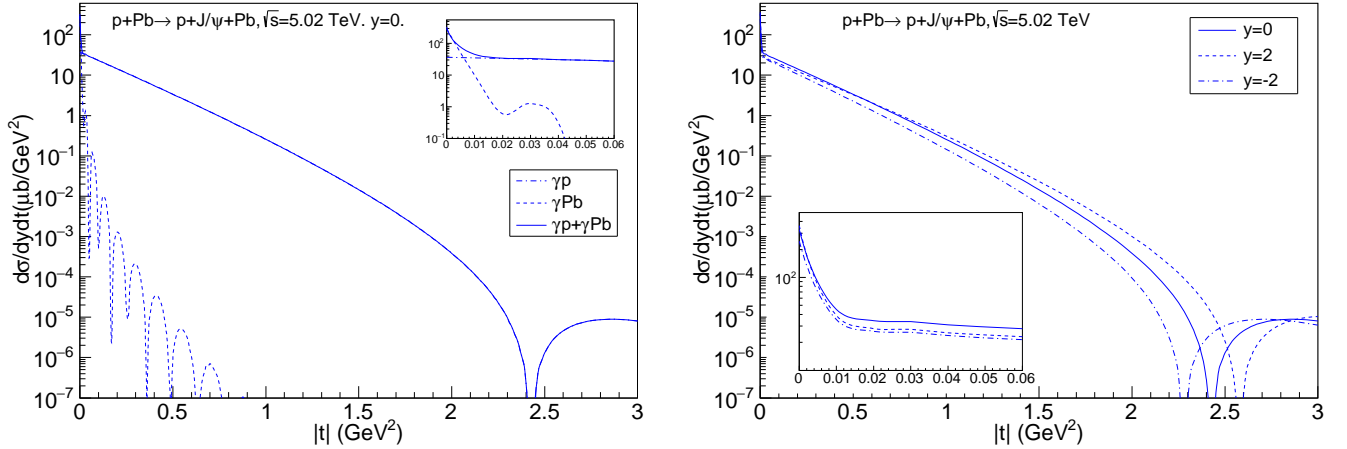 p+Pb→ p+J/ψ+Pb,√s=5.02 TeV. y=0.
dσ/dydt(μb/GeV²)
10²
10
1
10⁻¹
10⁻²
10⁻³
10⁻⁴
10⁻⁵
10⁻⁶
10⁻⁷
0 0.5 1 1.5 2 2.5 3
|t| (GeV²)
10²
10
1
10⁻¹
0 0.01 0.02 0.03 0.04 0.05 0.06
γp
γPb
γp+γPb
p+Pb→ p+J/ψ+Pb,√s=5.02 TeV
dσ/dydt(μb/GeV²)
10²
10
1
10⁻¹
10⁻²
10⁻³
10⁻⁴
10⁻⁵
10⁻⁶
10⁻⁷
0 0.5 1 1.5 2 2.5 3
|t| (GeV²)
y=0
y=2
y=-2
10²
0 0.01 0.02 0.03 0.04 0.05 0.06